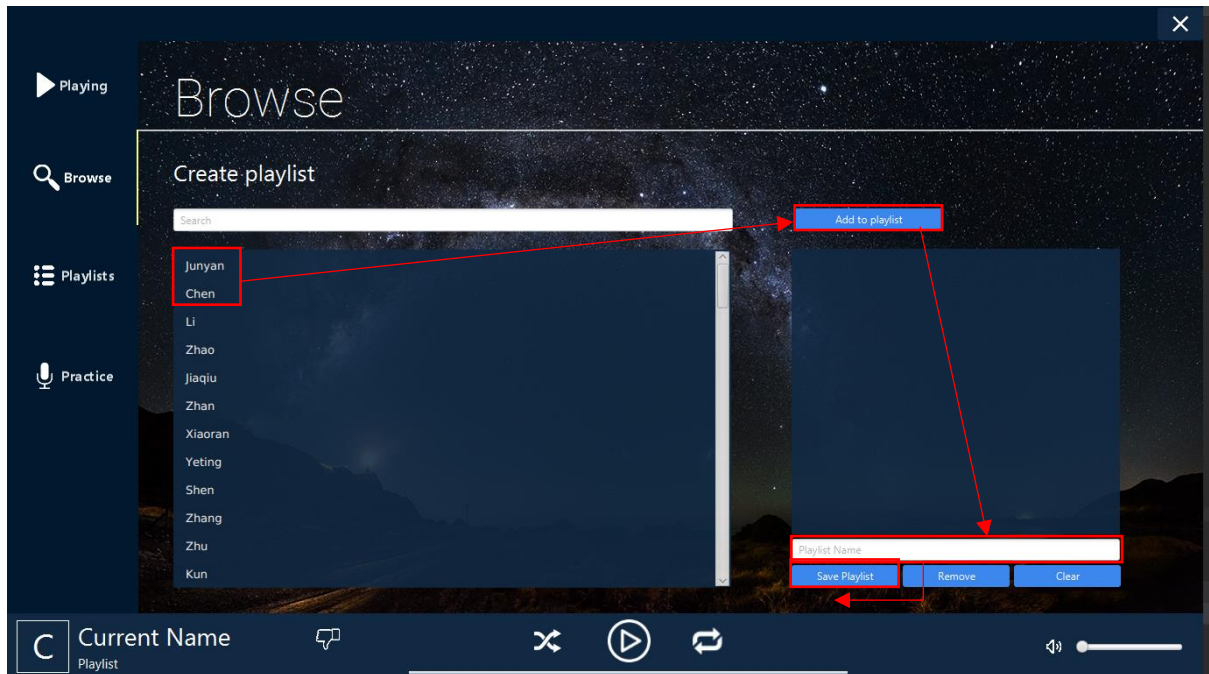 Playing
Browse
Browse
Create playlist
Search
Add to playlist
Junyan
Chen
Li
Playlists
Zhao
Jiaqiu
Practice
Zhan
Xiaoran
Yeting
Shen
Zhang
Zhu
Playlist Name
Kun
Save Playlist Remove Clear
C Current Name
Playlist